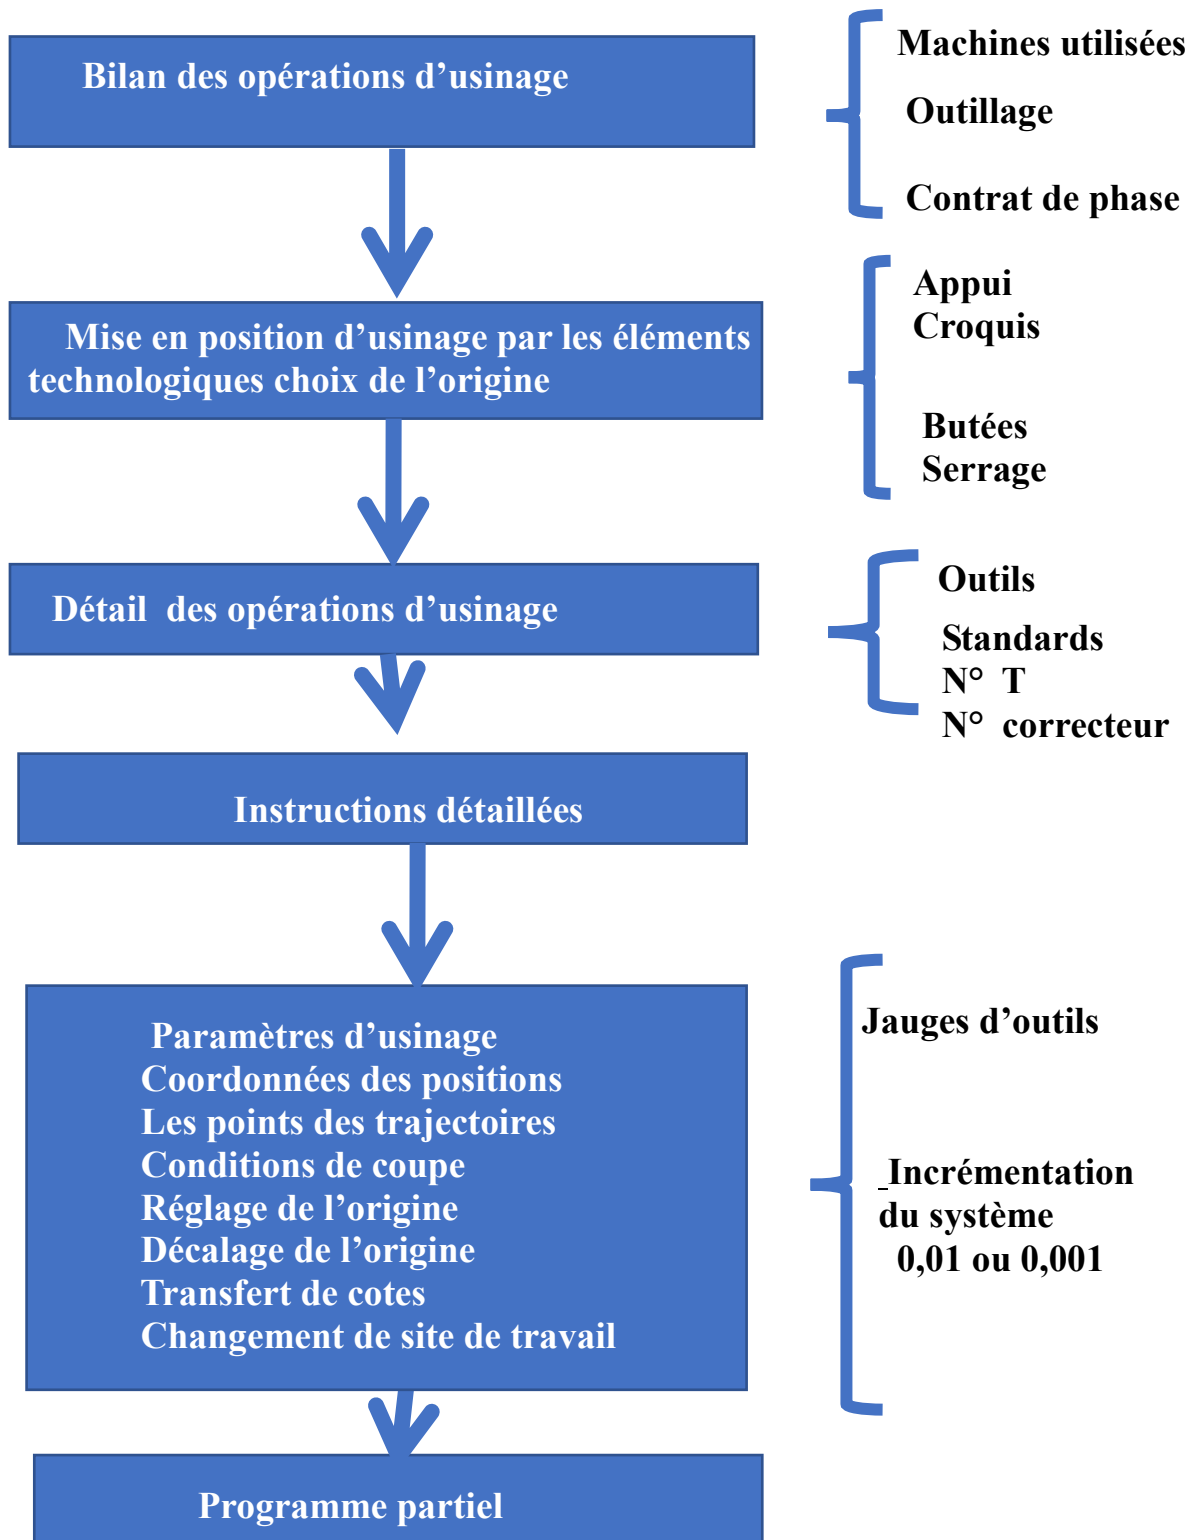 Bilan des opérations d’usinage
Machines utilisées
Outillage
Contrat de phase
Mise en position d’usinage par les éléments
technologiques choix de l’origine
Appui
Croquis
Butées
Serrage
Détail des opérations d’usinage
Outils
Standards
N° T
N° correcteur
Instructions détaillées
Paramètres d’usinage
Coordonnées des positions
Les points des trajectoires
Conditions de coupe
Réglage de l’origine
Décalage de l’origine
Transfert de cotes
Changement de site de travail
Jauges d’outils
Incrémentation
du système
0,01 ou 0,001
Programme partiel